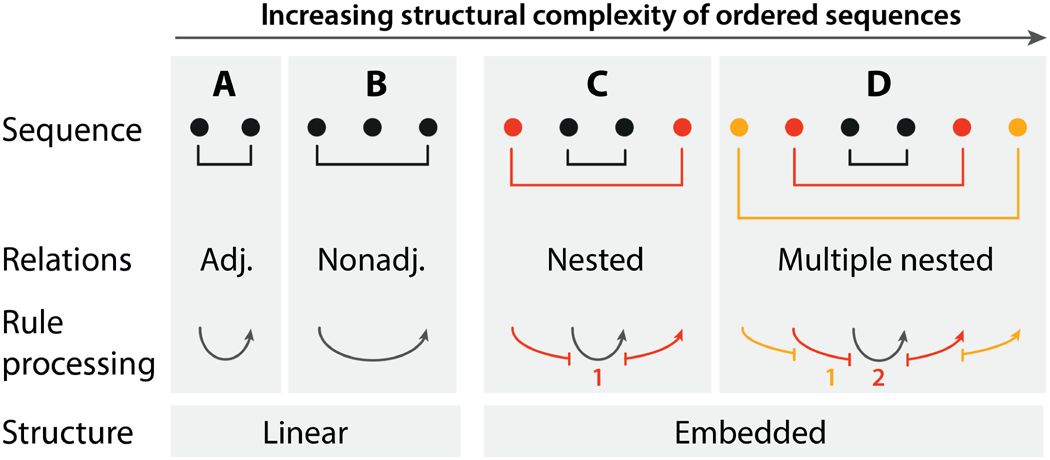 Increasing structural complexity of ordered sequences
A B C D
Sequence
Relations Adj. Nonadj. Nested Multiple nested
Rule
processing
1 1 2
Structure Linear Embedded